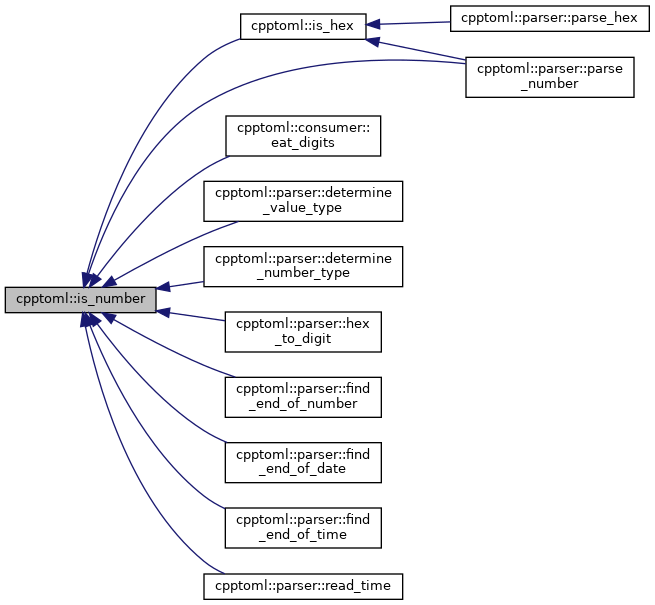 cpptoml::is_hex
cpptoml::parser::parse_hex
cpptoml::parser::parse
_number
cpptoml::consumer::
eat_digits
cpptoml::parser::determine
_value_type
cpptoml::parser::determine
_number_type
cpptoml::is_number
cpptoml::parser::hex
_to_digit
cpptoml::parser::find
_end_of_number
cpptoml::parser::find
_end_of_date
cpptoml::parser::find
_end_of_time
cpptoml::parser::read_time